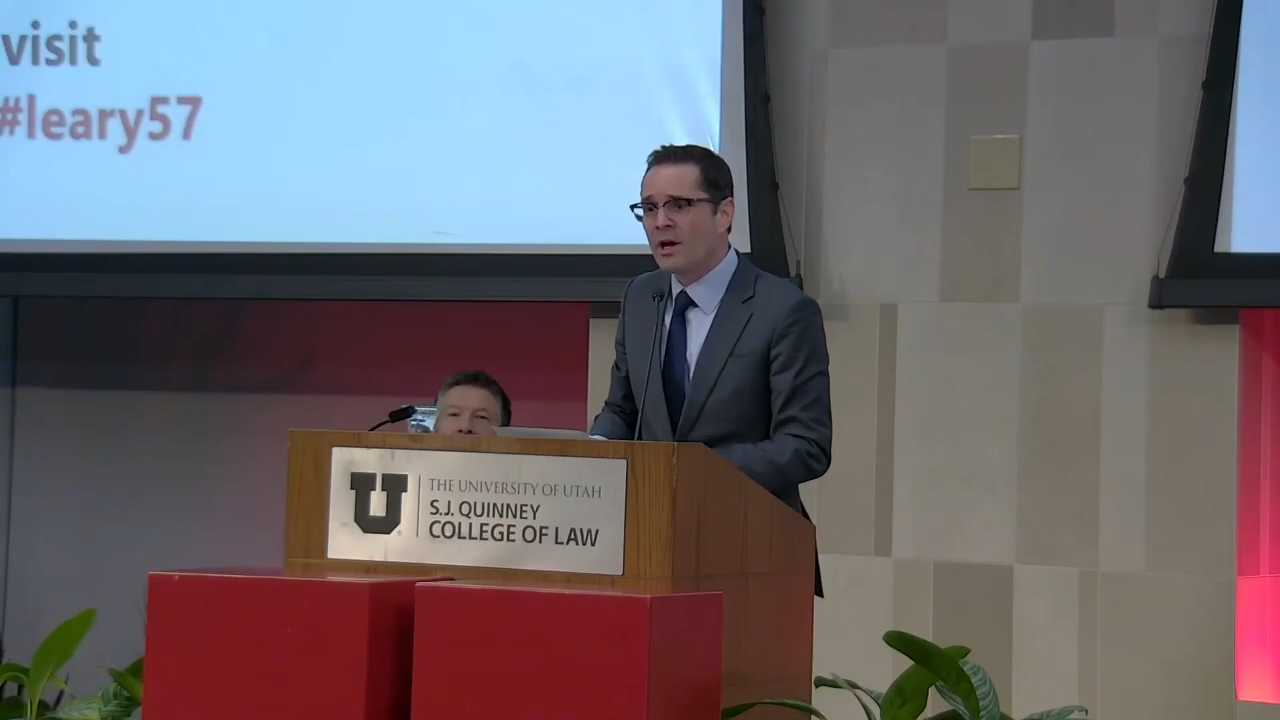 visit
#leary57
U
THE UNIVERSITY OF UTAH
S.J. QUINNEY
COLLEGE OF LAW